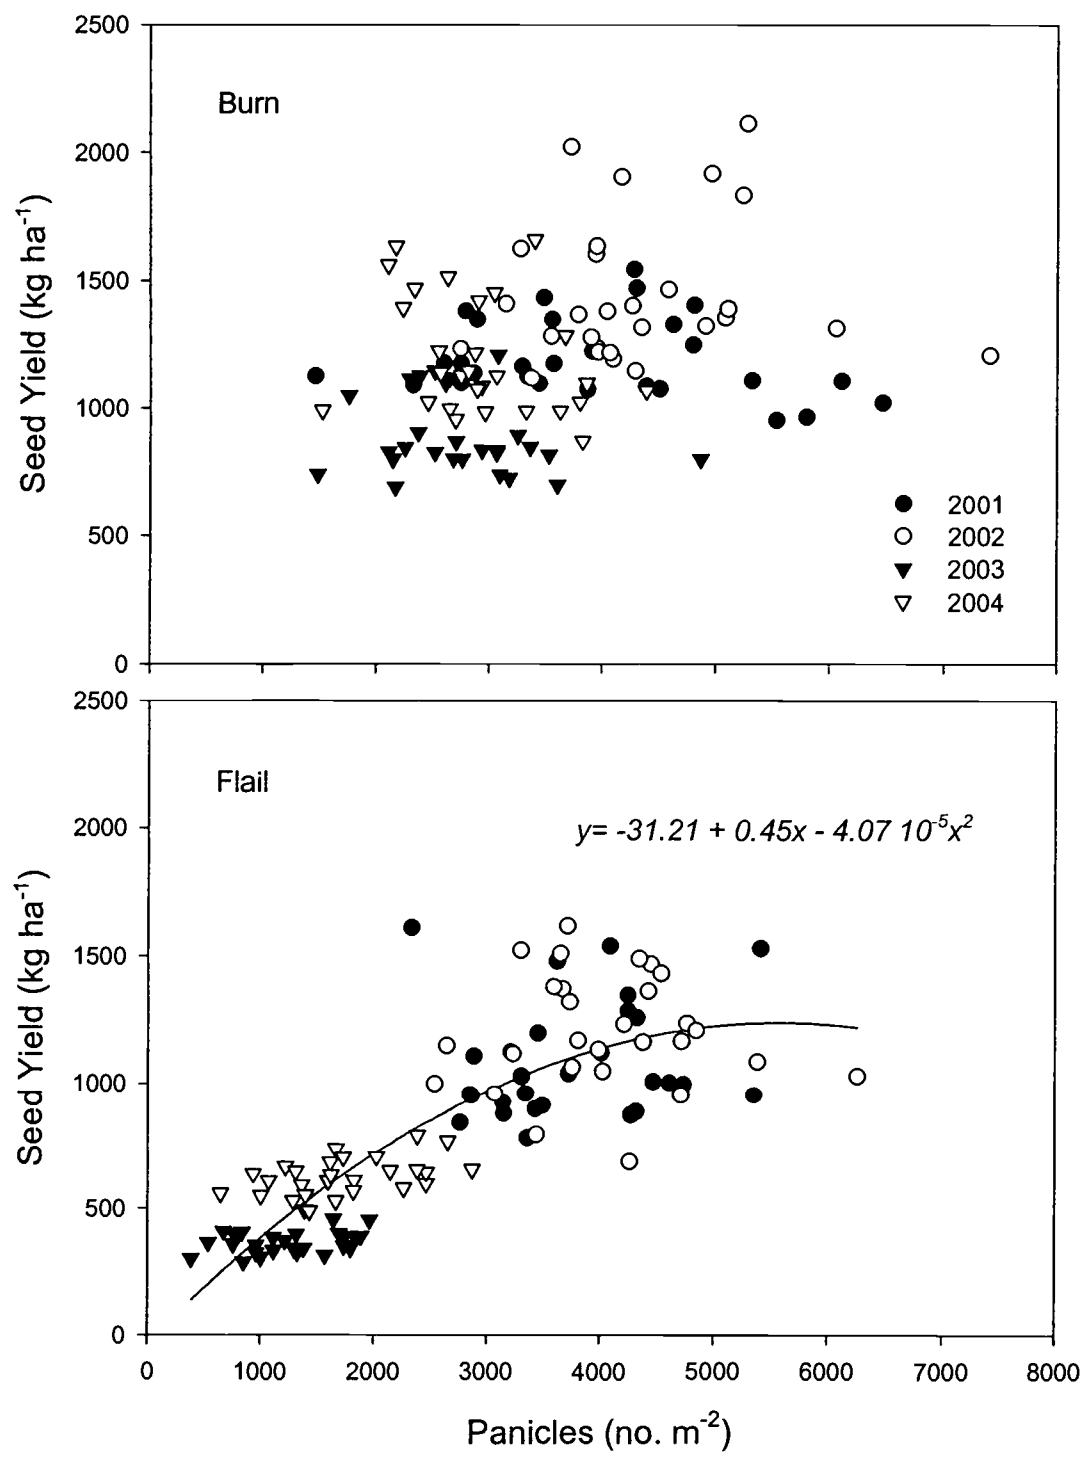 2500
Burn
2000
1500
1000
500
0
Seed Yield (kg ha⁻¹)
2001
2002
2003
2004
2500
Flail
y= -31.21 + 0.45x - 4.07 10⁻⁵x²
2000
1500
1000
500
0
Seed Yield (kg ha⁻¹)
0 1000 2000 3000 4000 5000 6000 7000 8000
Panicles (no. m⁻²)